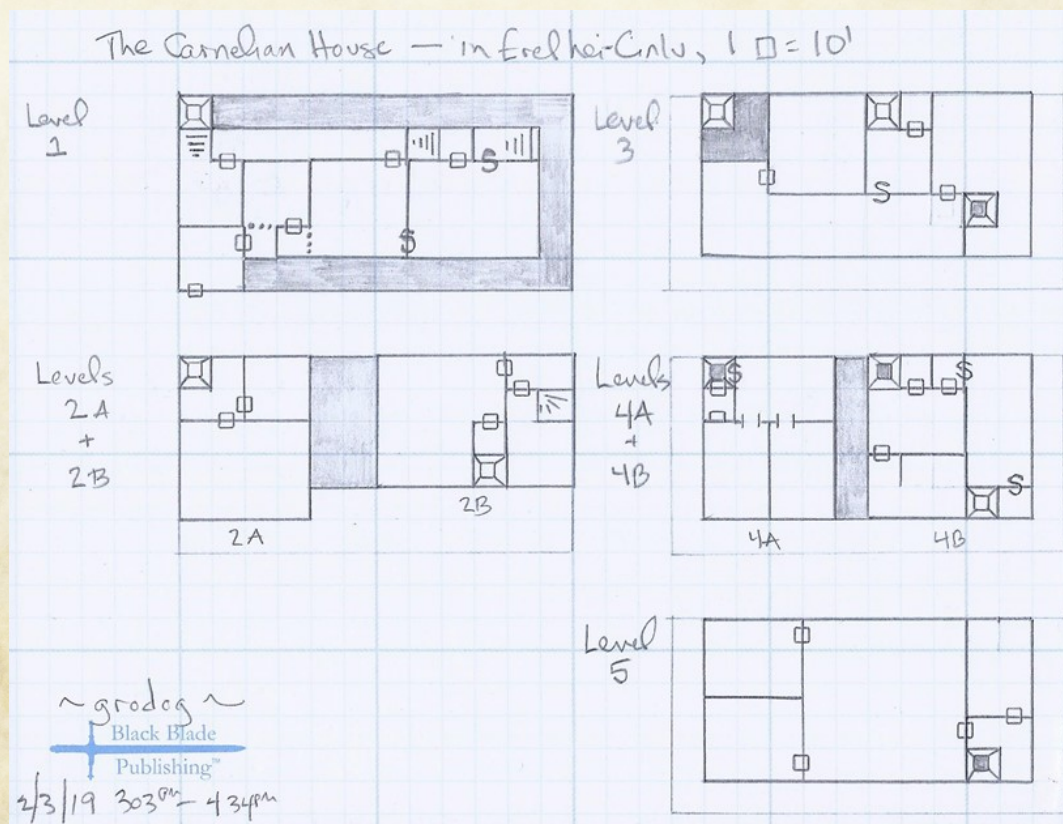 The Carnelian House — in Erelhei-Cinlu, 1 □ = 10'
Level
1
S
S
Level
3
S
Levels
2A
+
2B
2A
2B
Levels
4A
+
4B
S
S
S
4A
4B
Level
5
~ grodog ~
Black Blade
Publishing™
2/3/19 303pm – 434pm